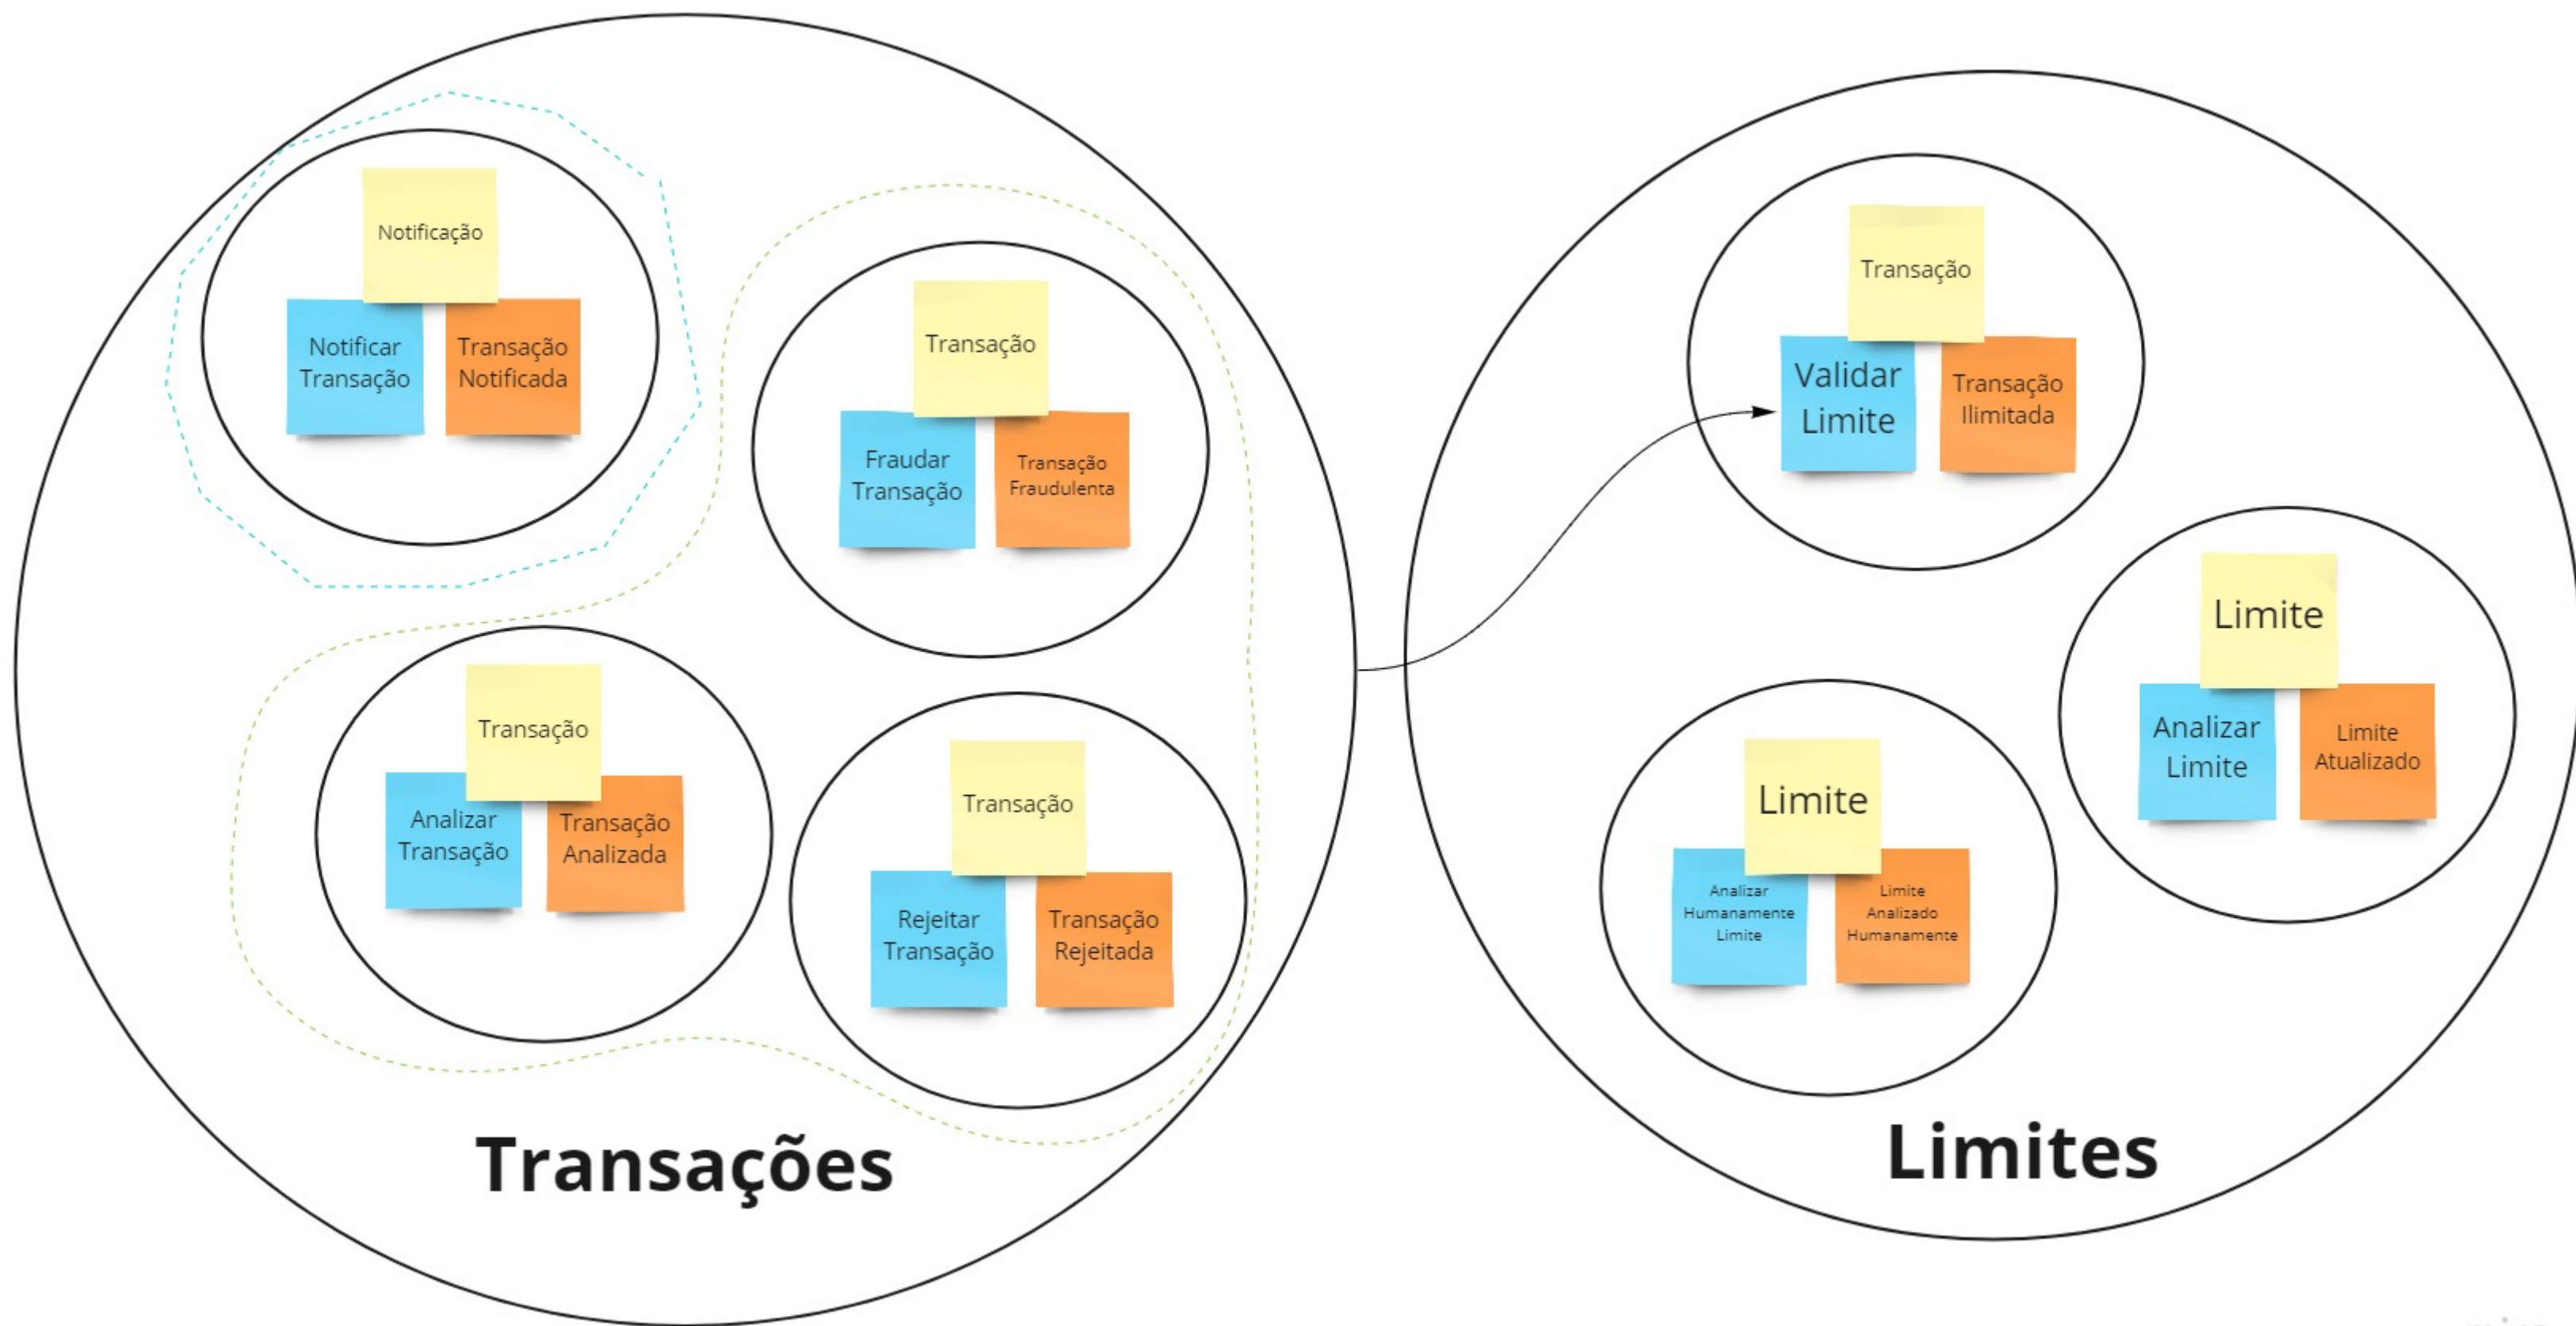 Notificação
Notificar
Transação
Transação
Notificada
Transação
Fraudar
Transação
Transação
Fraudulenta
Transação
Analizar
Transação
Transação
Analizada
Transação
Rejeitar
Transação
Transação
Rejeitada
Transações
Transação
Validar
Limite
Transação
Ilimitada
Limite
Analizar
Limite
Limite
Atualizado
Limite
Analizar
Humanamente
Limite
Limite
Analizado
Humanamente
Limites